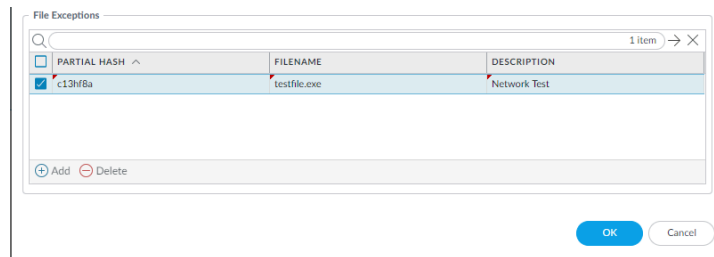 File Exceptions
1 item
PARTIAL HASH FILENAME DESCRIPTION
c13hf8a testfile.exe Network Test
Add Delete
OK Cancel